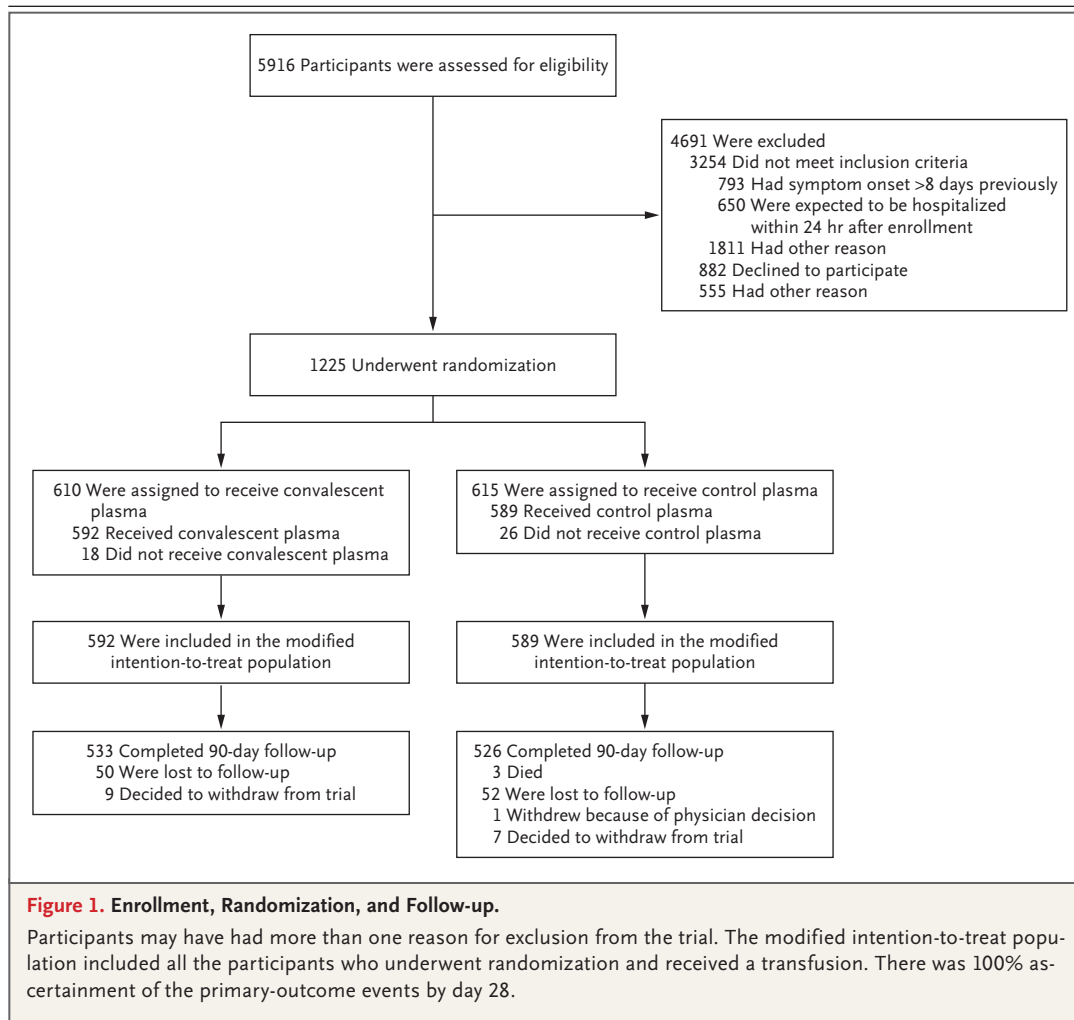 5916 Participants were assessed for eligibility
4691 Were excluded
3254 Did not meet inclusion criteria
793 Had symptom onset >8 days previously
650 Were expected to be hospitalized
within 24 hr after enrollment
1811 Had other reason
882 Declined to participate
555 Had other reason
1225 Underwent randomization
610 Were assigned to receive convalescent
plasma
592 Received convalescent plasma
18 Did not receive convalescent plasma
615 Were assigned to receive control plasma
589 Received control plasma
26 Did not receive control plasma
592 Were included in the modified
intention-to-treat population
589 Were included in the modified
intention-to-treat population
533 Completed 90-day follow-up
50 Were lost to follow-up
9 Decided to withdraw from trial
526 Completed 90-day follow-up
3 Died
52 Were lost to follow-up
1 Withdrew because of physician decision
7 Decided to withdraw from trial
Figure 1. Enrollment, Randomization, and Follow-up.
Participants may have had more than one reason for exclusion from the trial. The modified intention-to-treat popu-
lation included all the participants who underwent randomization and received a transfusion. There was 100% as-
certainment of the primary-outcome events by day 28.